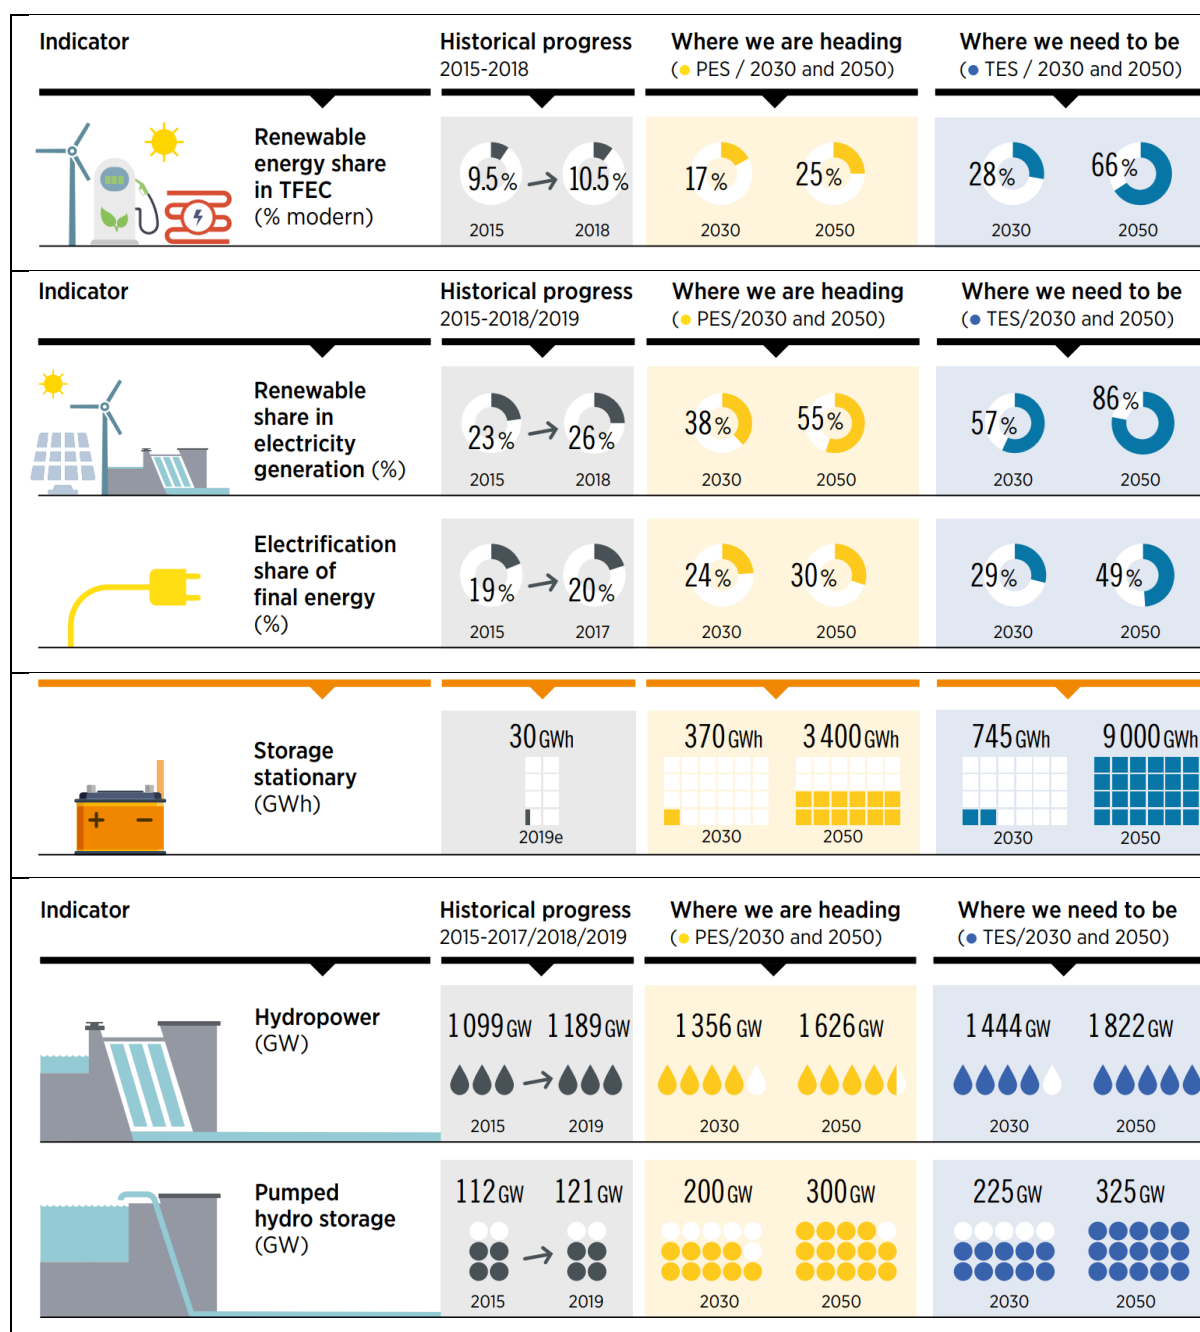 Indicator
Historical progress
2015-2018
Where we are heading
(● PES / 2030 and 2050)
Where we need to be
(● TES / 2030 and 2050)
Renewable
energy share
in TFEC
(% modern)
9.5% → 10.5%
2015 2018
17% 25%
2030 2050
28% 66%
2030 2050
Indicator
Historical progress
2015-2018/2019
Where we are heading
(● PES/2030 and 2050)
Where we need to be
(● TES/2030 and 2050)
Renewable
share in
electricity
generation (%)
23% → 26%
2015 2018
38% 55%
2030 2050
57% 86%
2030 2050
Electrification
share of
final energy
(%)
19% → 20%
2015 2017
24% 30%
2030 2050
29% 49%
2030 2050
Storage
stationary
(GWh)
30 GWh
2019e
370 GWh 3 400 GWh
2030 2050
745 GWh 9 000 GWh
2030 2050
Indicator
Historical progress
2015-2017/2018/2019
Where we are heading
(● PES/2030 and 2050)
Where we need to be
(● TES/2030 and 2050)
Hydropower
(GW)
1 099 GW 1 189 GW
2015 2019
1 356 GW 1 626 GW
2030 2050
1 444 GW 1 822 GW
2030 2050
Pumped
hydro storage
(GW)
112 GW 121 GW
2015 2019
200 GW 300 GW
2030 2050
225 GW 325 GW
2030 2050